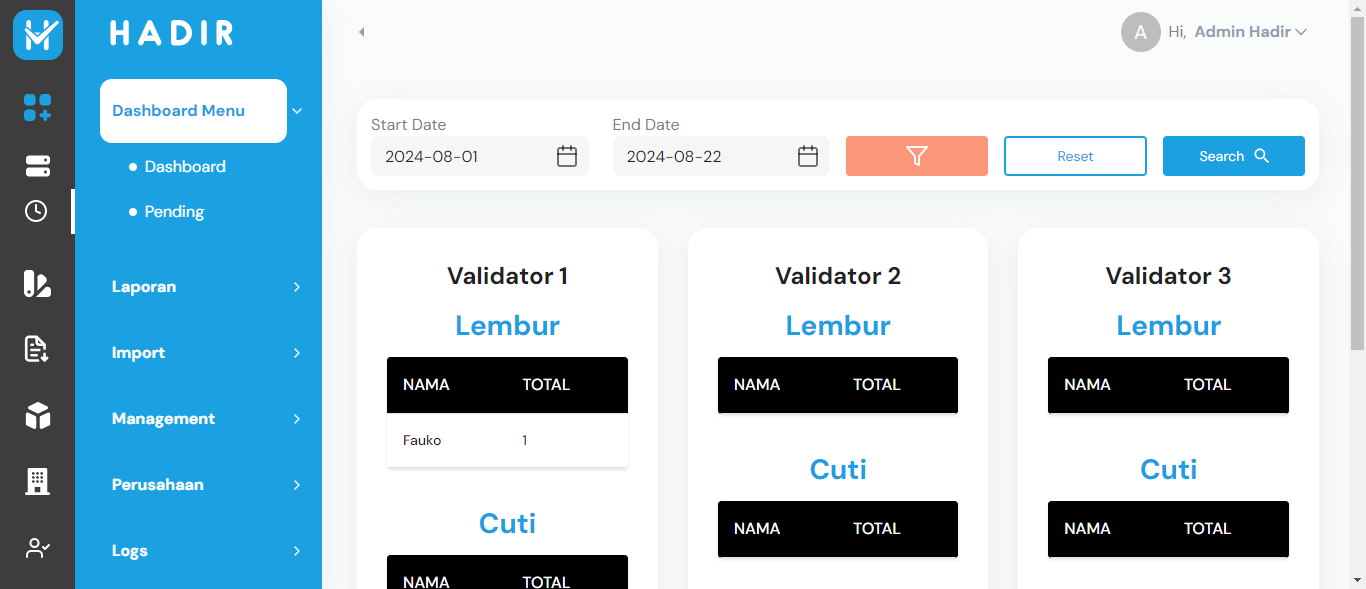 HADIR
Dashboard Menu
Dashboard
Pending
Laporan
Import
Management
Perusahaan
Logs
A Hi, Admin Hadir
Start Date End Date
2024-08-01 2024-08-22 Reset Search
Validator 1
Lembur
NAMA TOTAL
Fauko 1
Cuti
NAMA TOTAL
Validator 2
Lembur
NAMA TOTAL
Cuti
NAMA TOTAL
Validator 3
Lembur
NAMA TOTAL
Cuti
NAMA TOTAL